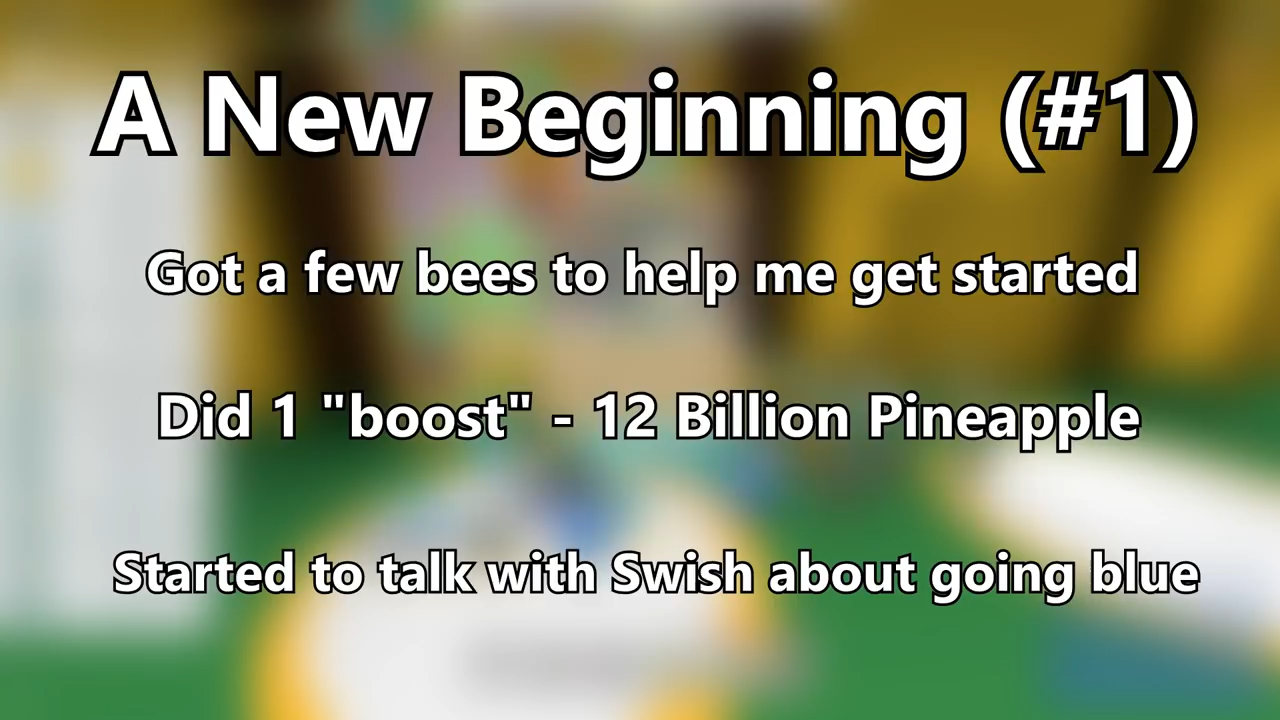 A New Beginning (#1)
Got a few bees to help me get started
Did 1 "boost" - 12 Billion Pineapple
Started to talk with Swish about going blue